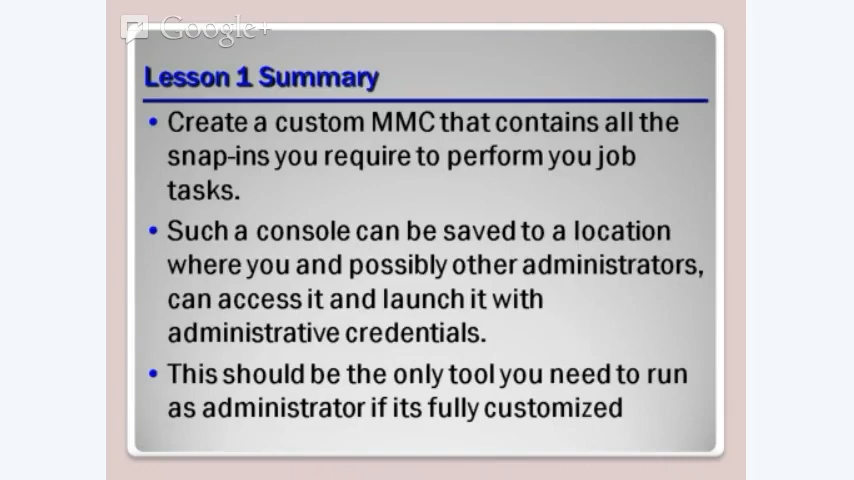 Google+
Lesson 1 Summary
• Create a custom MMC that contains all the
snap-ins you require to perform you job
tasks.
• Such a console can be saved to a location
where you and possibly other administrators,
can access it and launch it with
administrative credentials.
• This should be the only tool you need to run
as administrator if its fully customized